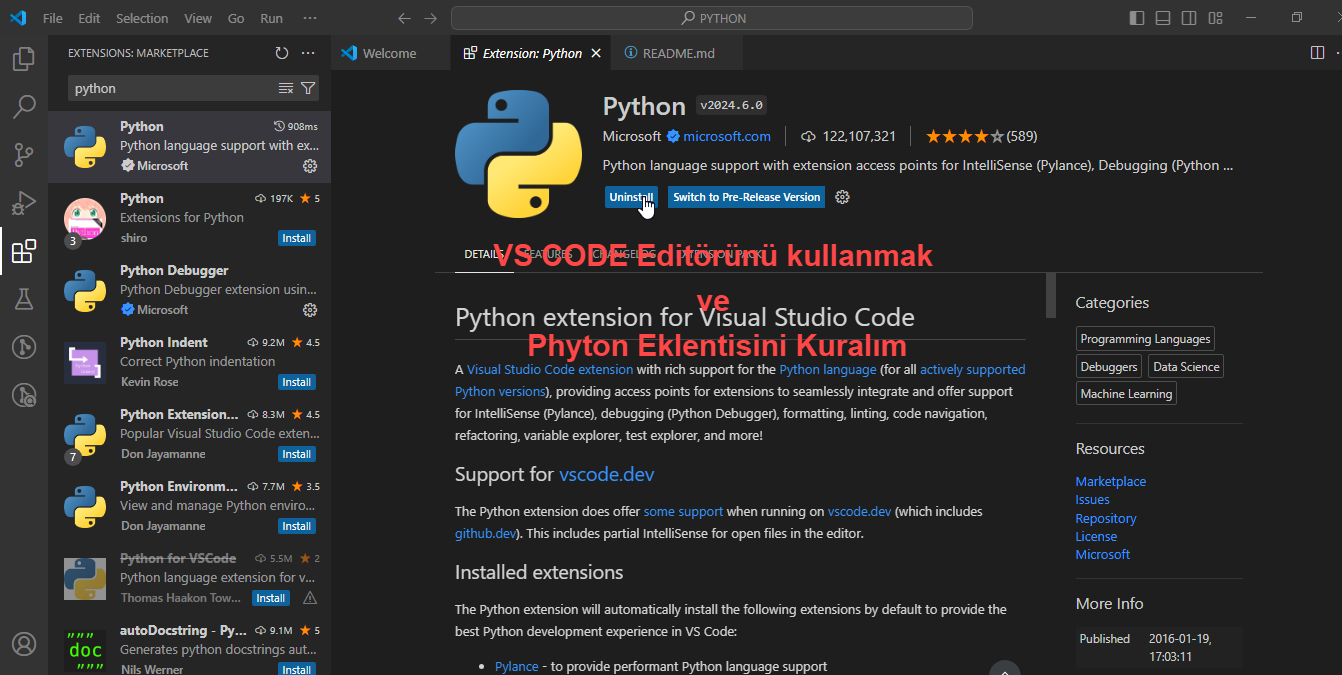 File Edit Selection View Go Run ···
PYTHON
EXTENSIONS: MARKETPLACE
python
Python 908ms
Python language support with ex...
Microsoft
Python 197K 5
Extensions for Python
shiro Install
3
Python Debugger
Python Debugger extension usin...
Microsoft
Python Indent 9.2M 4.5
Correct Python indentation
Kevin Rose Install
Python Extension... 8.3M 4.5
Popular Visual Studio Code exten...
Don Jayamanne Install
7
Python Environm... 7.7M 3.5
View and manage Python enviro...
Don Jayamanne Install
Python for VSCode 5.5M 2
Python language extension for v...
Thomas Haakon Tow... Install
autoDocstring - Py... 9.1M 5
Generates python docstrings aut...
Nils Werner Install
""" 
doc
"""
Welcome Extension: Python README.md
Python v2024.6.0
Microsoft microsoft.com 122,107,321 (589)
Python language support with extension access points for IntelliSense (Pylance), Debugging (Python ...
Uninstall Switch to Pre-Release Version
DETAILS FEATURES CHANGELOG EXTENSION PACK
VS CODE Editörünü kullanmak
ve
Phyton Eklentisini Kuralım
Python extension for Visual Studio Code
A Visual Studio Code extension with rich support for the Python language (for all actively supported
Python versions), providing access points for extensions to seamlessly integrate and offer support
for IntelliSense (Pylance), debugging (Python Debugger), formatting, linting, code navigation,
refactoring, variable explorer, test explorer, and more!
Support for vscode.dev
The Python extension does offer some support when running on vscode.dev (which includes
github.dev). This includes partial IntelliSense for open files in the editor.
Installed extensions
The Python extension will automatically install the following extensions by default to provide the
best Python development experience in VS Code:
• Pylance - to provide performant Python language support
Categories
Programming Languages
Debuggers Data Science
Machine Learning
Resources
Marketplace
Issues
Repository
License
Microsoft
More Info
Published 2016-01-19,
17:03:11